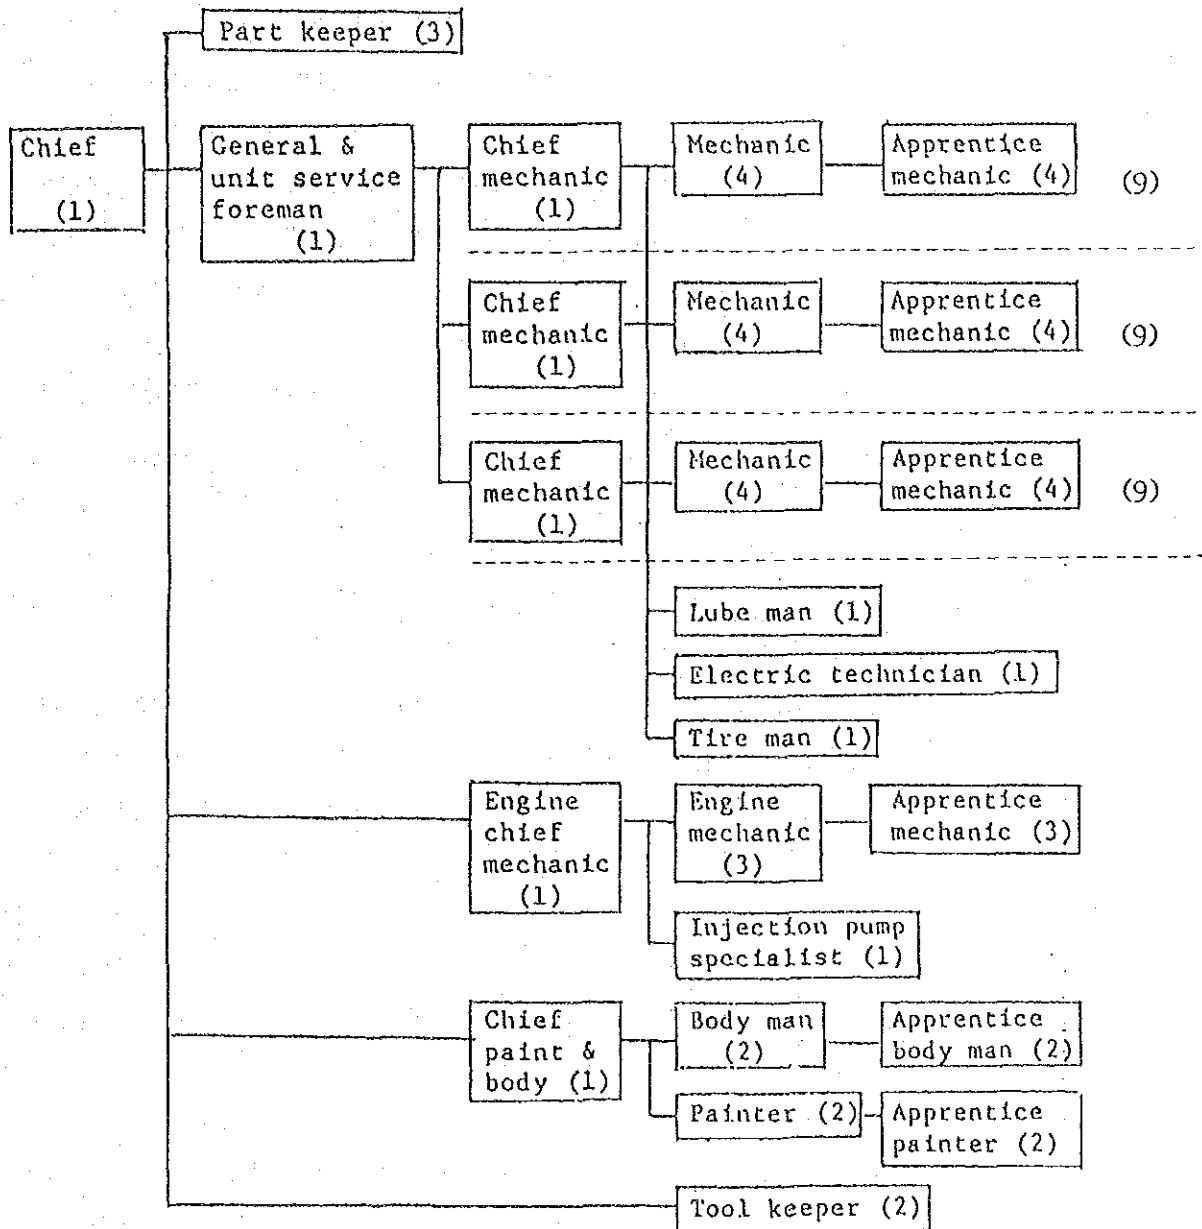 Part keeper (3)
Chief
(1)
General &
unit service
foreman
(1)
Chief
mechanic
(1)
Mechanic
(4)
Apprentice
mechanic (4)
(9)
Chief
mechanic
(1)
Mechanic
(4)
Apprentice
mechanic (4)
(9)
Chief
mechanic
(1)
Mechanic
(4)
Apprentice
mechanic (4)
(9)
Lube man (1)
Electric technician (1)
Tire man (1)
Engine
chief
mechanic
(1)
Engine
mechanic
(3)
Apprentice
mechanic (3)
Injection pump
specialist (1)
Chief
paint &
body (1)
Body man
(2)
Apprentice
body man (2)
Painter (2)
Apprentice
painter (2)
Tool keeper (2)